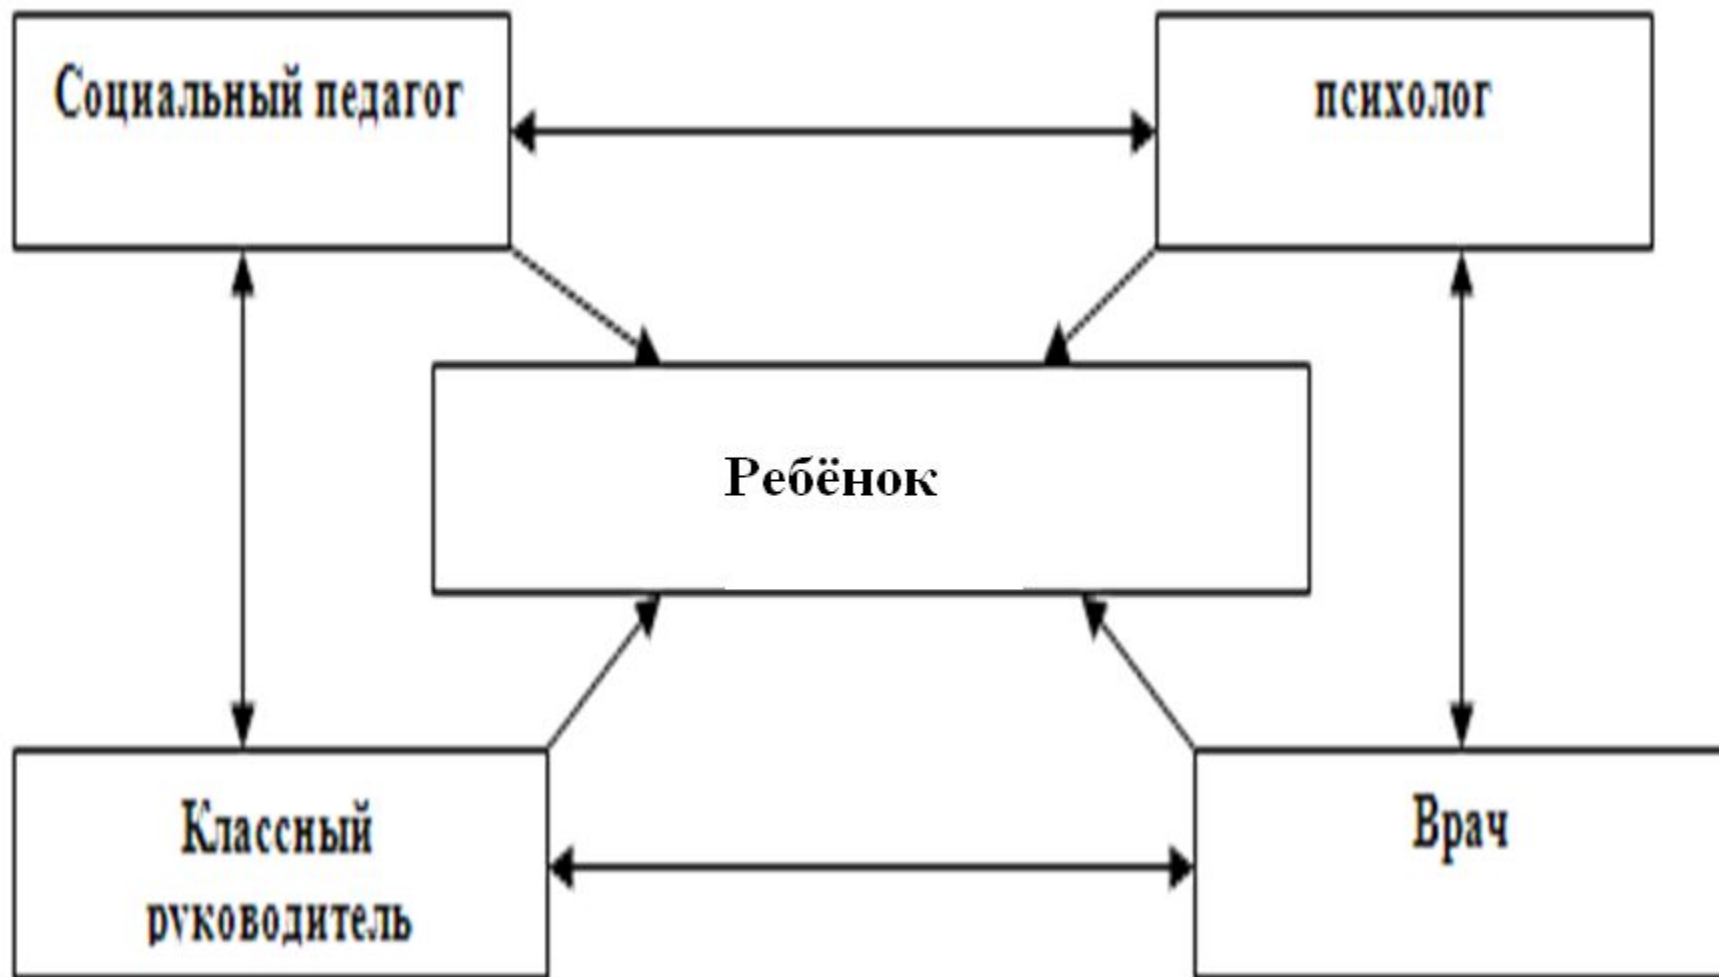 Социальный педагог
психолог
Ребёнок
Классный
руководитель
Врач